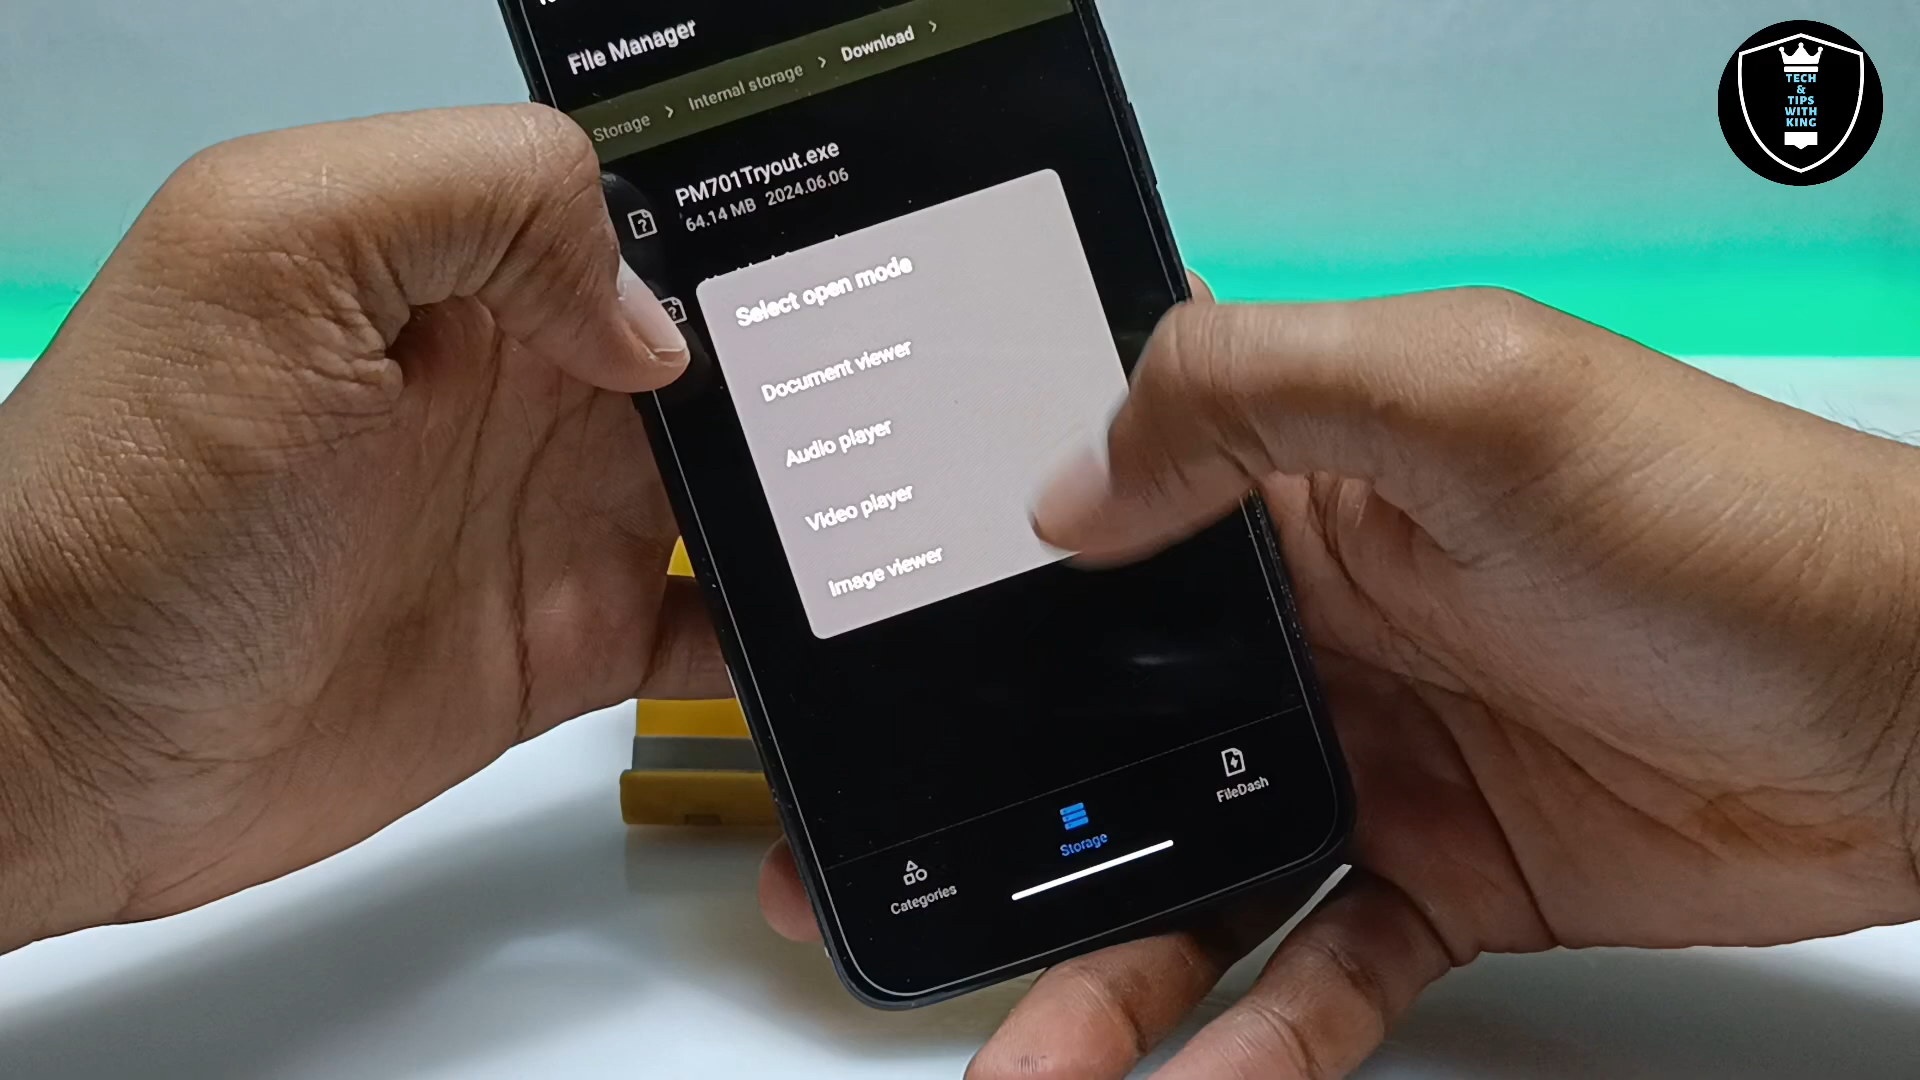 File Manager
Storage > Internal storage > Download >
PM701Tryout.exe
64.14 MB 2024.06.06
Select open mode
Document viewer
Audio player
Video player
Image viewer
Categories
Storage
FileDash
TECH
&
TIPS
WITH
KING